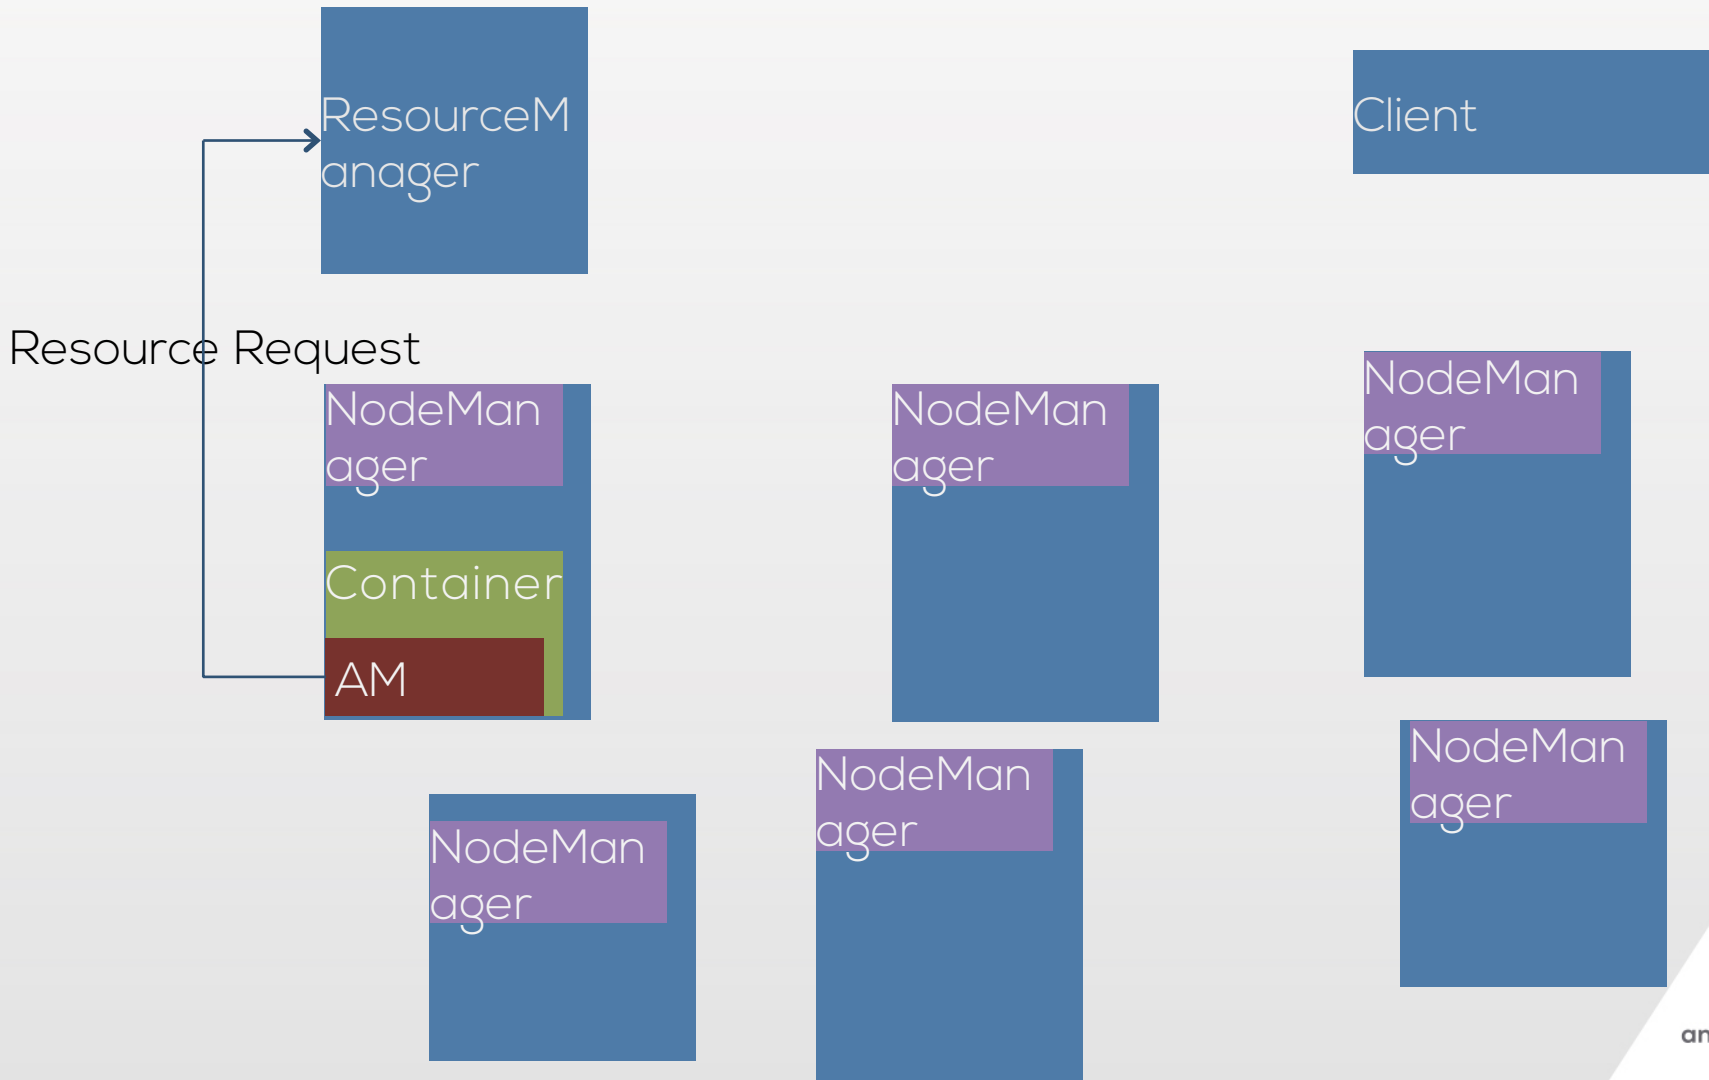 ResourceM
anager
Client
Resource Request
NodeMan
ager
NodeMan
ager
NodeMan
ager
Container
AM
NodeMan
ager
NodeMan
ager
NodeMan
ager